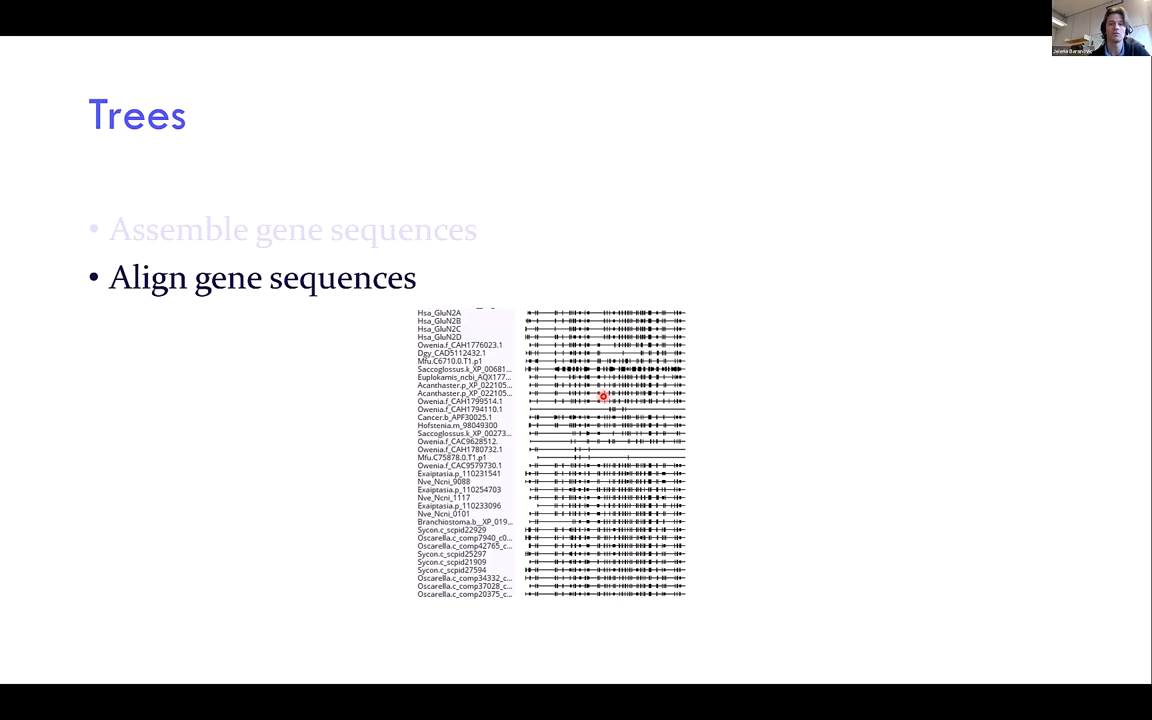 Jelena Baranovic
Trees
• Assemble gene sequences
• Align gene sequences
Hsa_GluN2A
Hsa_GluN2B
Hsa_GluN2C
Hsa_GluN2D
Owenia.f_CAH1776023.1
Dgy_CAD5112432.1
Mfu.C6710.0.T1.p1
Saccoglossus.k_XP_00681...
Euplokamis_ncbi_AQX177...
Acanthaster.p_XP_022105...
Acanthaster.p_XP_022105...
Owenia.f_CAH1799514.1
Owenia.f_CAH1794110.1
Cancer.b_APF30025.1
Hofstenia.m_98049300
Saccoglossus.k_XP_00273...
Owenia.f_CAC9628512.
Owenia.f_CAH1780732.1
Mfu.C75878.0.T1.p1
Owenia.f_CAC9579730.1
Exaiptasia.p_110231541
Nve_Ncni_9088
Exaiptasia.p_110254703
Nve_Ncni_1117
Exaiptasia.p_110233096
Nve_Ncni_0101
Branchiostoma.b__XP_019...
Sycon.c_scpid22929
Oscarella.c_comp7940_c0...
Oscarella.c_comp42765_c...
Sycon.c_scpid25297
Sycon.c_scpid21909
Sycon.c_scpid27594
Oscarella.c_comp34332_c...
Oscarella.c_comp37028_c...
Oscarella.c_comp20375_c...